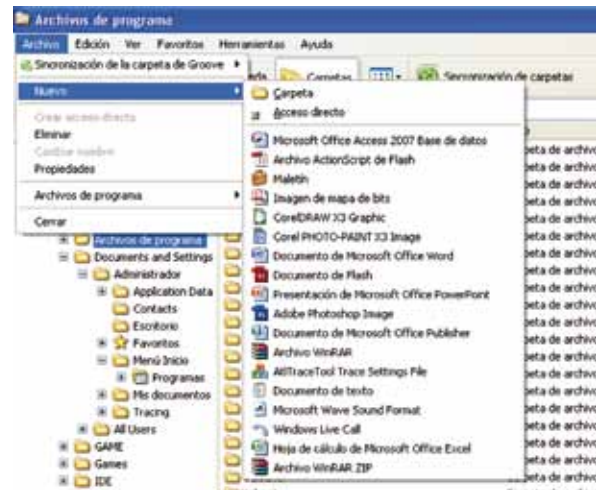 Archivos de programa
Archivo Edición Ver Favoritos Herramientas Ayuda
Sincronización de la carpeta de Groove
Carpetas
Sincronización de carpetas
Nuevo
Crear acceso directo
Eliminar
Cambiar nombre
Propiedades
Archivos de programa
Cerrar
Carpeta
Acceso directo
Microsoft Office Access 2007 Base de datos
Archivo ActionScript de Flash
Maletín
Imagen de mapa de bits
CorelDRAW X3 Graphic
Corel PHOTO-PAINT X3 Image
Documento de Microsoft Office Word
Documento de Flash
Presentación de Microsoft Office PowerPoint
Adobe Photoshop Image
Documento de Microsoft Office Publisher
Archivo WinRAR
AtlTraceTool Trace Settings File
Documento de texto
Microsoft Wave Sound Format
Windows Live Call
Hoja de cálculo de Microsoft Office Excel
Archivo WinRAR ZIP
Archivos de programa
Documents and Settings
Administrador
Application Data
Contacts
Escritorio
Favoritos
Menú Inicio
Programas
Mis documentos
Tracing
All Users
GAME
Games
IDE